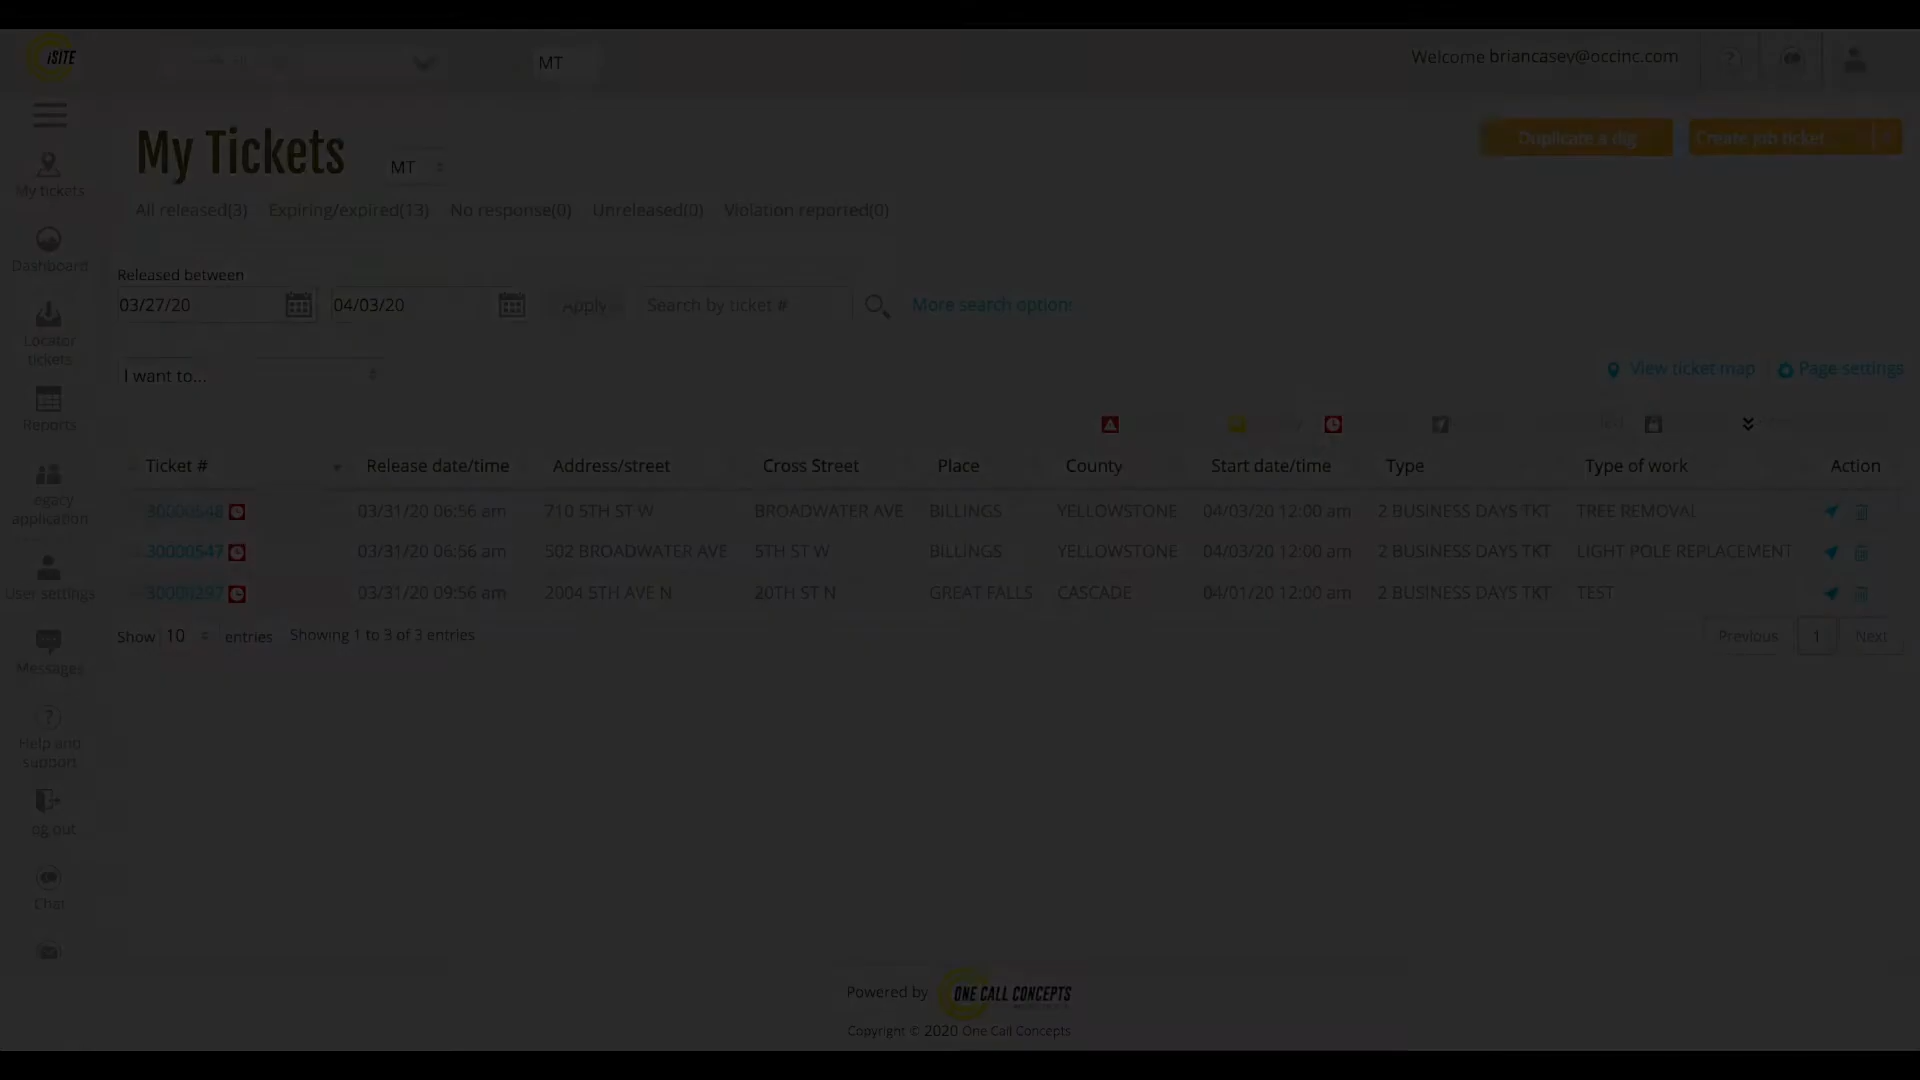 iSITE
MT
Welcome briancasey@occinc.com
My Tickets
MT
Duplicate a dig
Create job ticket
All released(3) Expiring/expired(13) No response(0) Unreleased(0) Violation reported(0)
My tickets
Dashboard
Locator
tickets
Reports
egacy
application
User settings
Messages
Help and
support
og out
Chat
Released between
03/27/20 04/03/20 Apply Search by ticket # More search option
I want to...
View ticket map Page settings
Ticket # Release date/time Address/street Cross Street Place County Start date/time Type Type of work Action
30000548 03/31/20 06:56 am 710 5TH ST W BROADWATER AVE BILLINGS YELLOWSTONE 04/03/20 12:00 am 2 BUSINESS DAYS TKT TREE REMOVAL
30000547 03/31/20 06:56 am 502 BROADWATER AVE 5TH ST W BILLINGS YELLOWSTONE 04/03/20 12:00 am 2 BUSINESS DAYS TKT LIGHT POLE REPLACEMENT
30000297 03/31/20 09:56 am 2004 5TH AVE N 20TH ST N GREAT FALLS CASCADE 04/01/20 12:00 am 2 BUSINESS DAYS TKT TEST
Show 10 entries Showing 1 to 3 of 3 entries
Previous 1 Next
Powered by ONE CALL CONCEPTS
Copyright © 2020 One Call Concepts